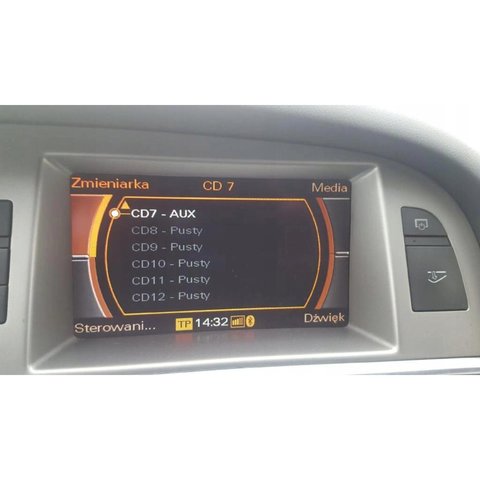 Zmieniarka CD 7 Media
CD7 - AUX
CD8 - Pusty
CD9 - Pusty
CD10 - Pusty
CD11 - Pusty
CD12 - Pusty
Sterowani... TP 14:32 Dźwięk